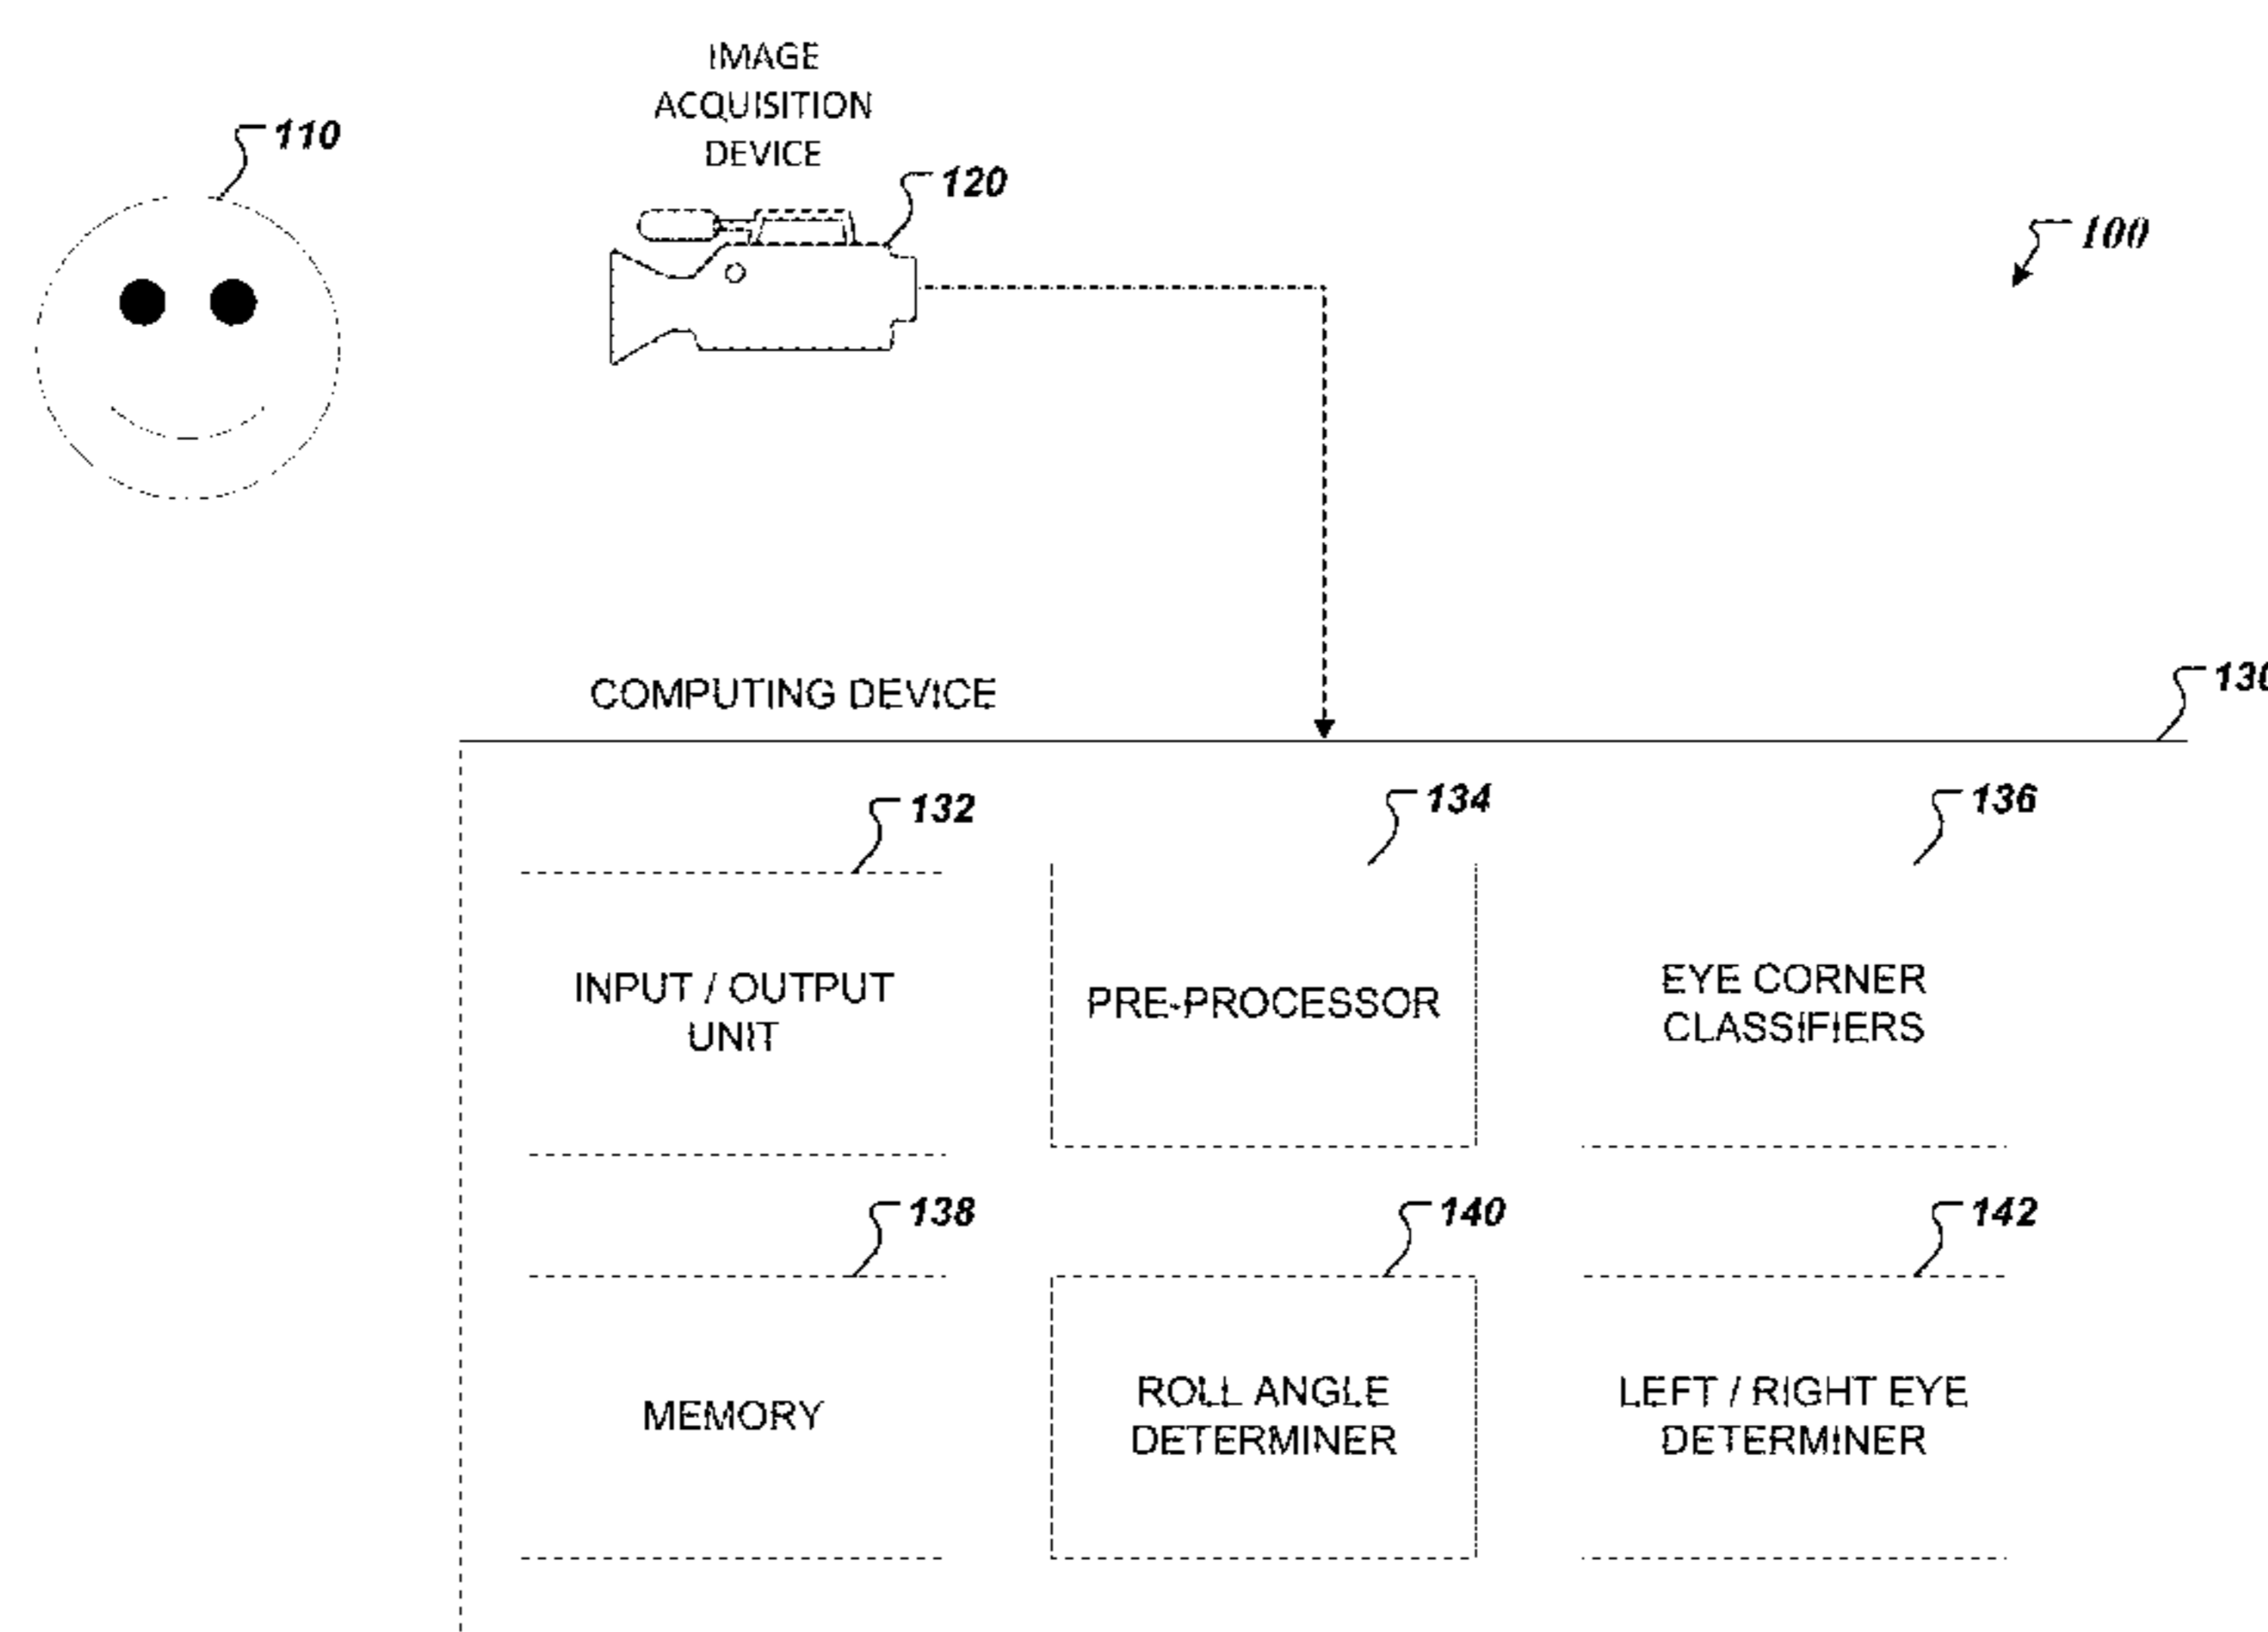 IMAGE
ACQUISITION
DEVICE
110
120
100
COMPUTING DEVICE
130
132
134
136
INPUT / OUTPUT
UNIT
PRE-PROCESSOR
EYE CORNER
CLASSIFIERS
138
140
142
MEMORY
ROLL ANGLE
DETERMINER
LEFT / RIGHT EYE
DETERMINER